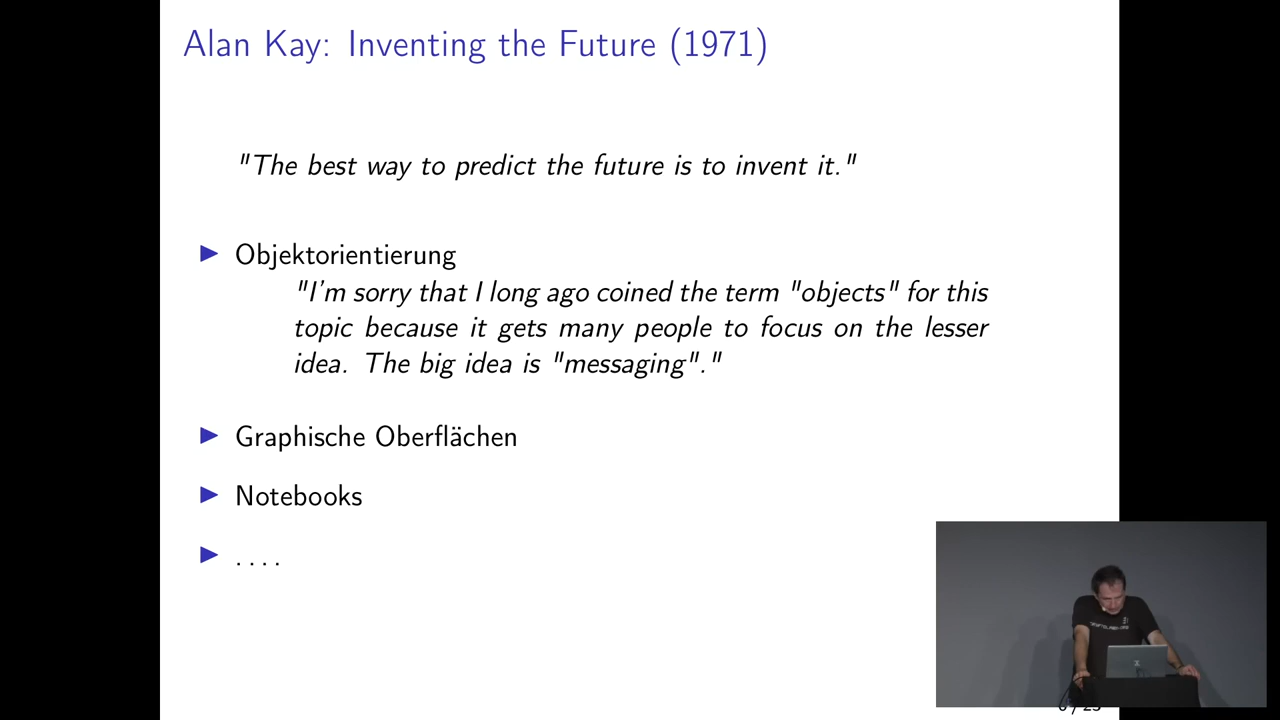 Alan Kay: Inventing the Future (1971)
"The best way to predict the future is to invent it."
▶ Objektorientierung
"I'm sorry that I long ago coined the term "objects" for this
topic because it gets many people to focus on the lesser
idea. The big idea is "messaging"."
▶ Graphische Oberflächen
▶ Notebooks
▶ . . . .